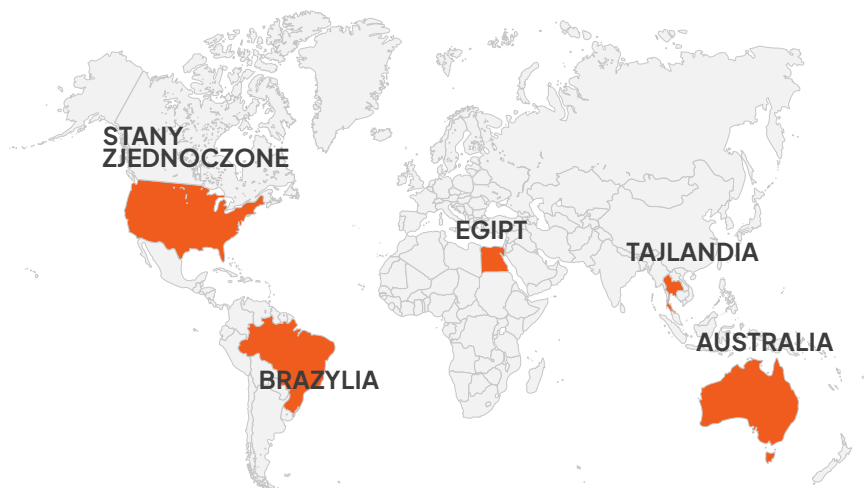 STANY
ZJEDNOCZONE
EGIPT
TAJLANDIA
AUSTRALIA
BRAZYLIA